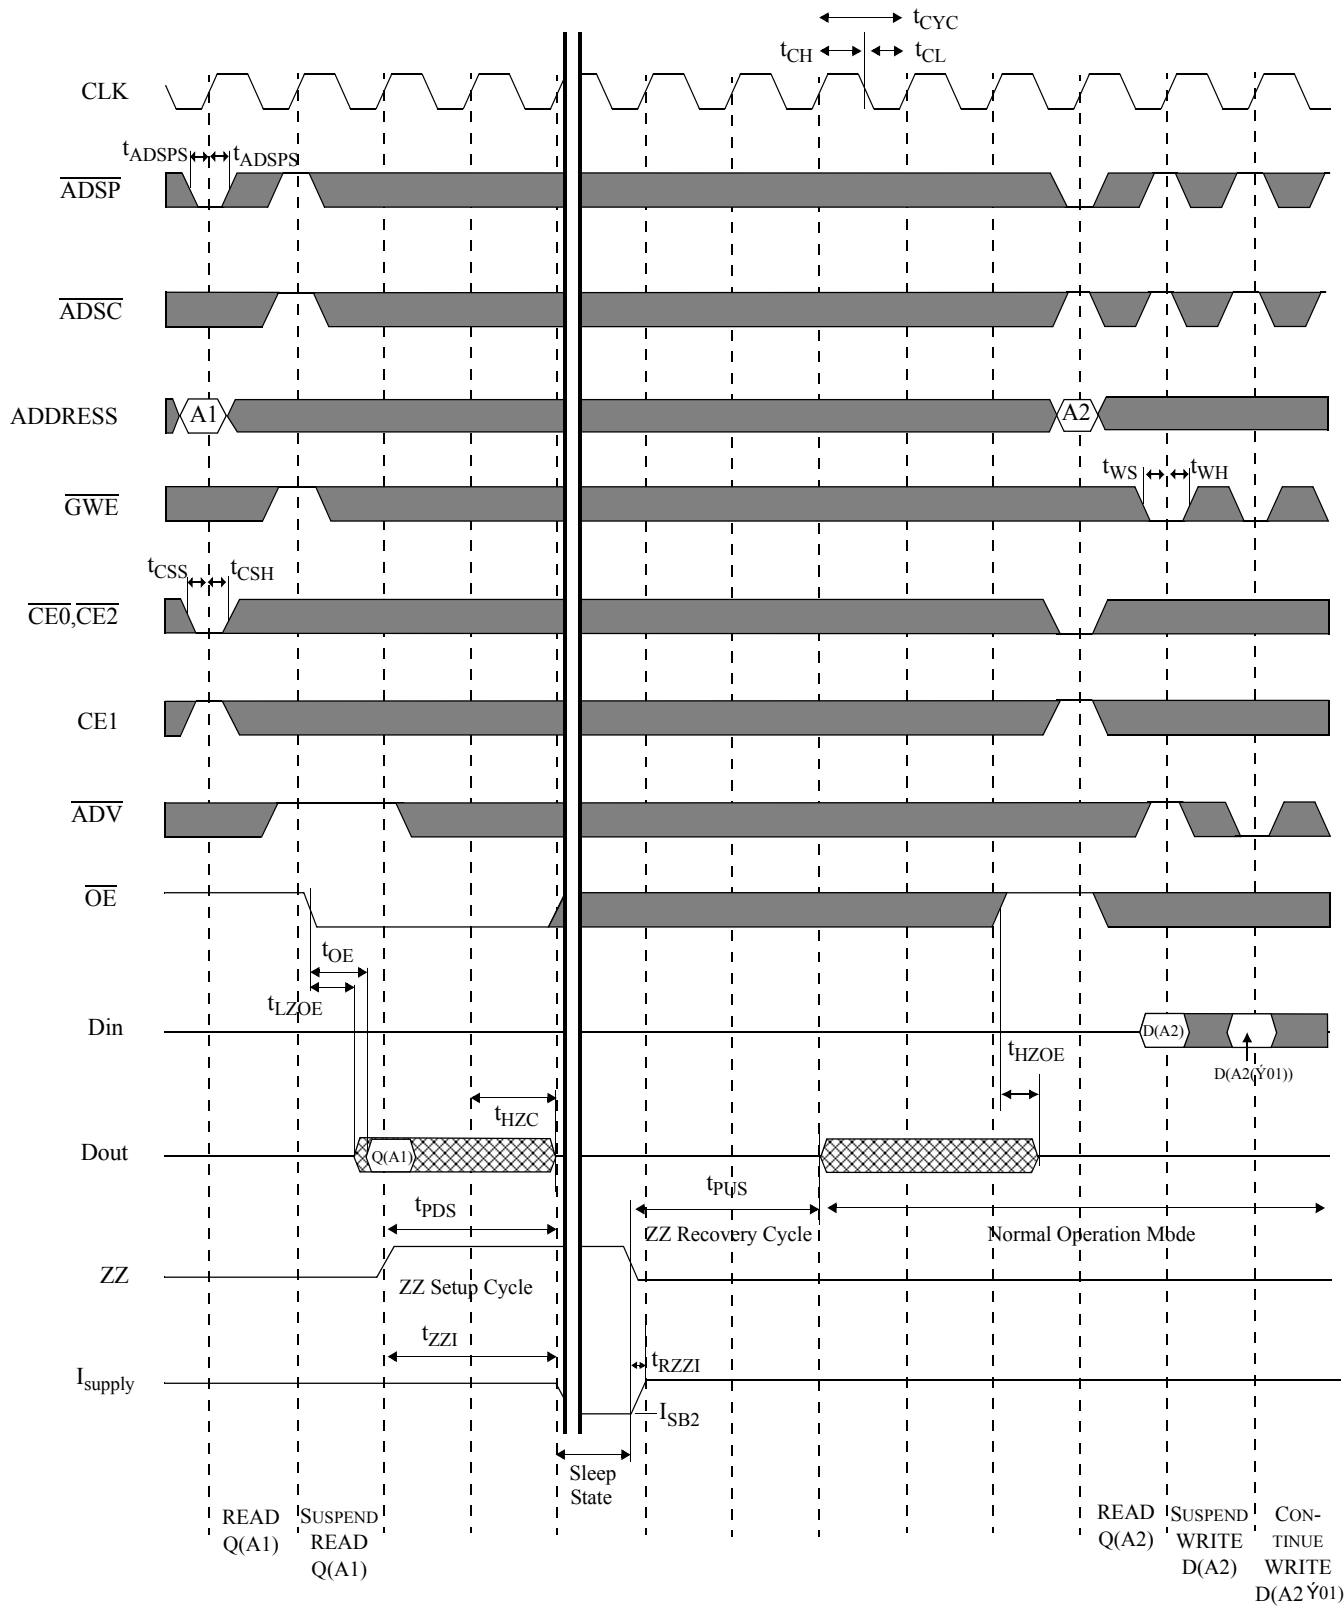 tCYC
tCH tCL
CLK
tADSPS tADSPS
ADSP
ADSC
ADDRESS A1 A2
tWS tWH
GWE
tCSS tCSH
CE0,CE2
CE1
ADV
OE
tOE
tLZOE
Din D(A2)
tHZOE
D(A2(Ý01))
tHZC
Dout Q(A1)
tPUS
tPDS
ZZ Recovery Cycle Normal Operation Mode
ZZ
ZZ Setup Cycle
tZZI
tRZZI
Isupply
ISB2
Sleep
State
READ
Q(A1)
SUSPEND
READ
Q(A1)
READ
Q(A2)
SUSPEND
WRITE
D(A2)
CON-
TINUE
WRITE
D(A2Ý01)